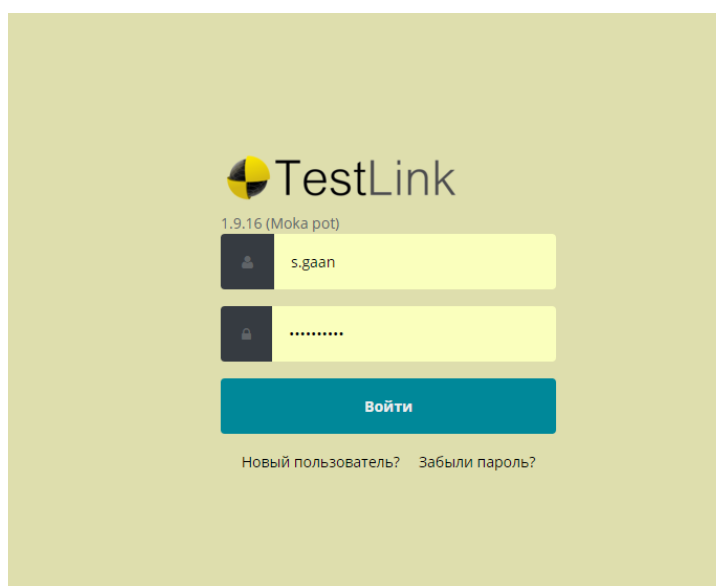 TestLink
1.9.16 (Moka pot)
s.gaan
••••••••••
Войти
Новый пользователь? Забыли пароль?